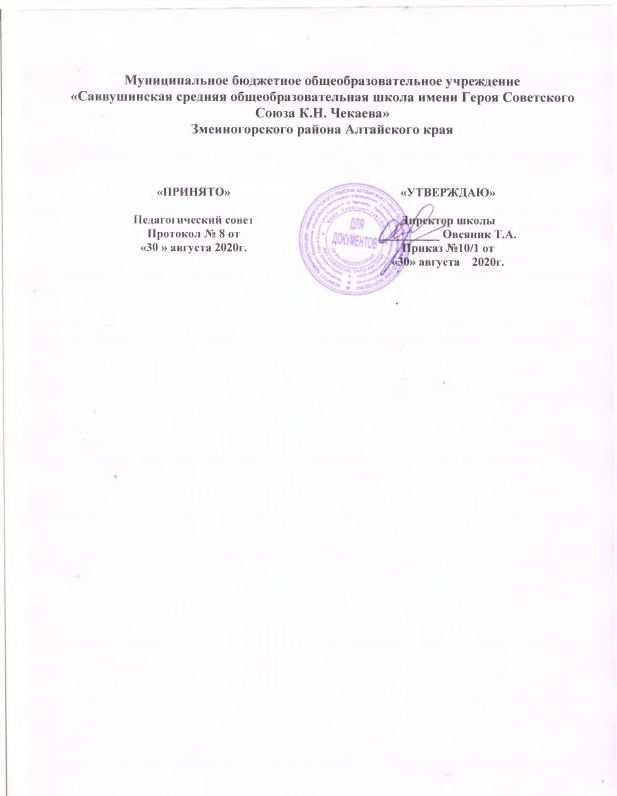 Муниципальное бюджетное общеобразовательное учреждение
«Саввушинская средняя общеобразовательная школа имени Героя Советского
Союза К.Н. Чекаева»
Змеиногорского района Алтайского края
«ПРИНЯТО»
Педагогический совет
Протокол № 8 от
«30 » августа 2020г.
«УТВЕРЖДАЮ»
Директор школы
__________ Овсяник Т.А.
Приказ №10/1 от
«30» августа 2020г.
ДЛЯ
ДОКУМЕНТОВ